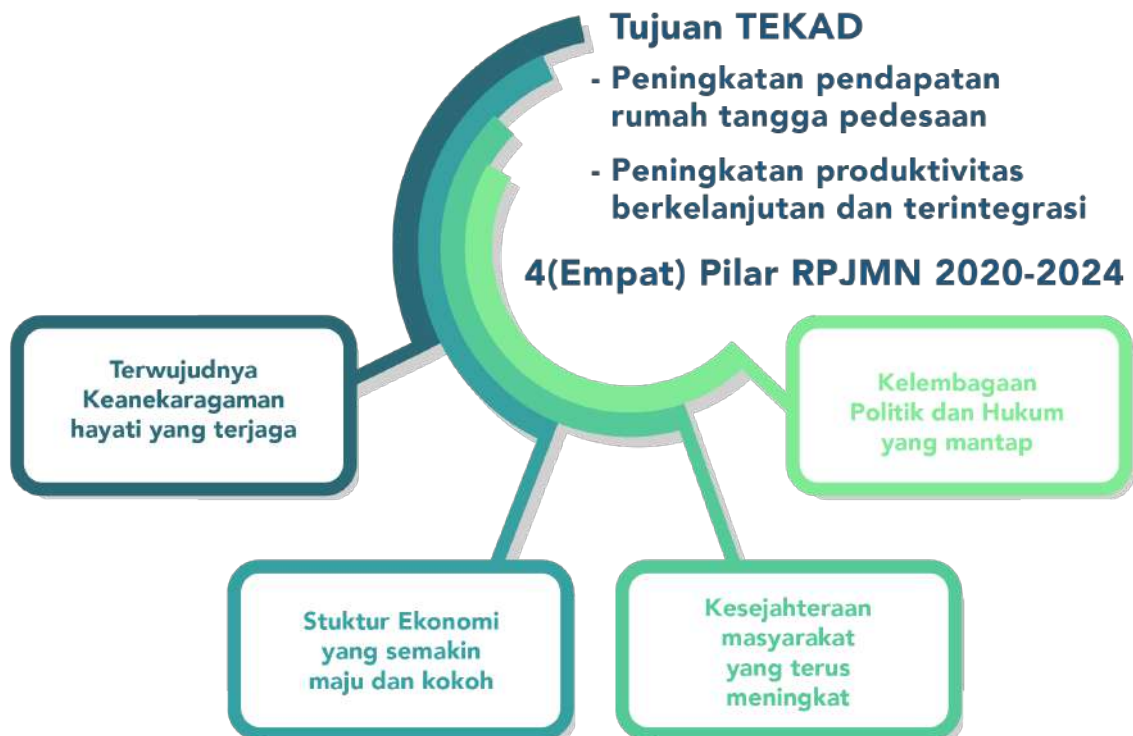 Tujuan TEKAD
- Peningkatan pendapatan
rumah tangga pedesaan
- Peningkatan produktivitas
berkelanjutan dan terintegrasi
4(Empat) Pilar RPJMN 2020-2024
Terwujudnya
Keanekaragaman
hayati yang terjaga
Stuktur Ekonomi
yang semakin
maju dan kokoh
Kesejahteraan
masyarakat
yang terus
meningkat
Kelembagaan
Politik dan Hukum
yang mantap